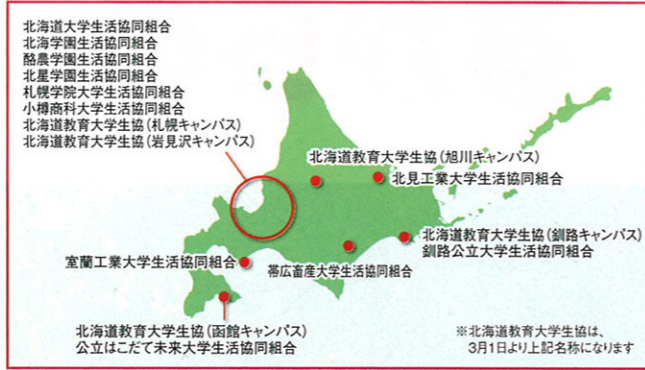 北海道大学生活協同組合
北海学園生活協同組合
酪農学園生活協同組合
北星学園生活協同組合
札幌学院大学生活協同組合
小樽商科大学生活協同組合
北海道教育大学生協(札幌キャンパス)
北海道教育大学生協(岩見沢キャンパス)
北海道教育大学生協(旭川キャンパス)
北見工業大学生活協同組合
北海道教育大学生協(釧路キャンパス)
釧路公立大学生活協同組合
帯広畜産大学生活協同組合
室蘭工業大学生活協同組合
北海道教育大学生協(函館キャンパス)
公立はこだて未来大学生活協同組合
※北海道教育大学生協は、
3月1日より上記名称になります